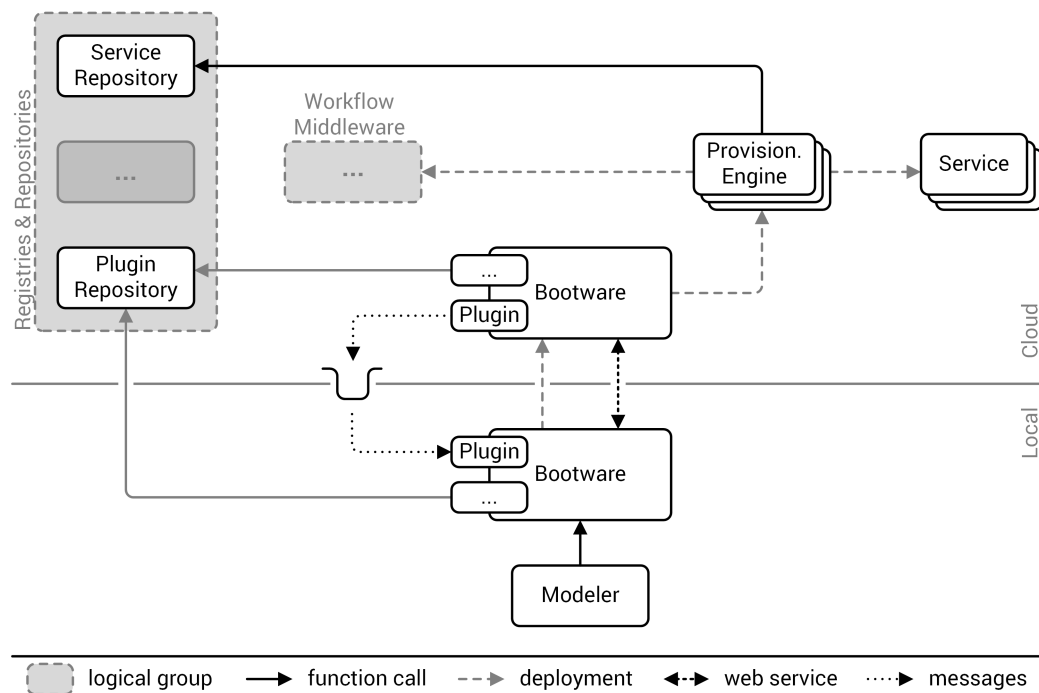 Service
Repository
Registries & Repositories
...
Plugin
Repository
Workflow
Middleware
...
Provision.
Engine
Service
...
Bootware
Plugin
Cloud
Local
Plugin
Bootware
...
Modeler
logical group
function call
deployment
web service
messages